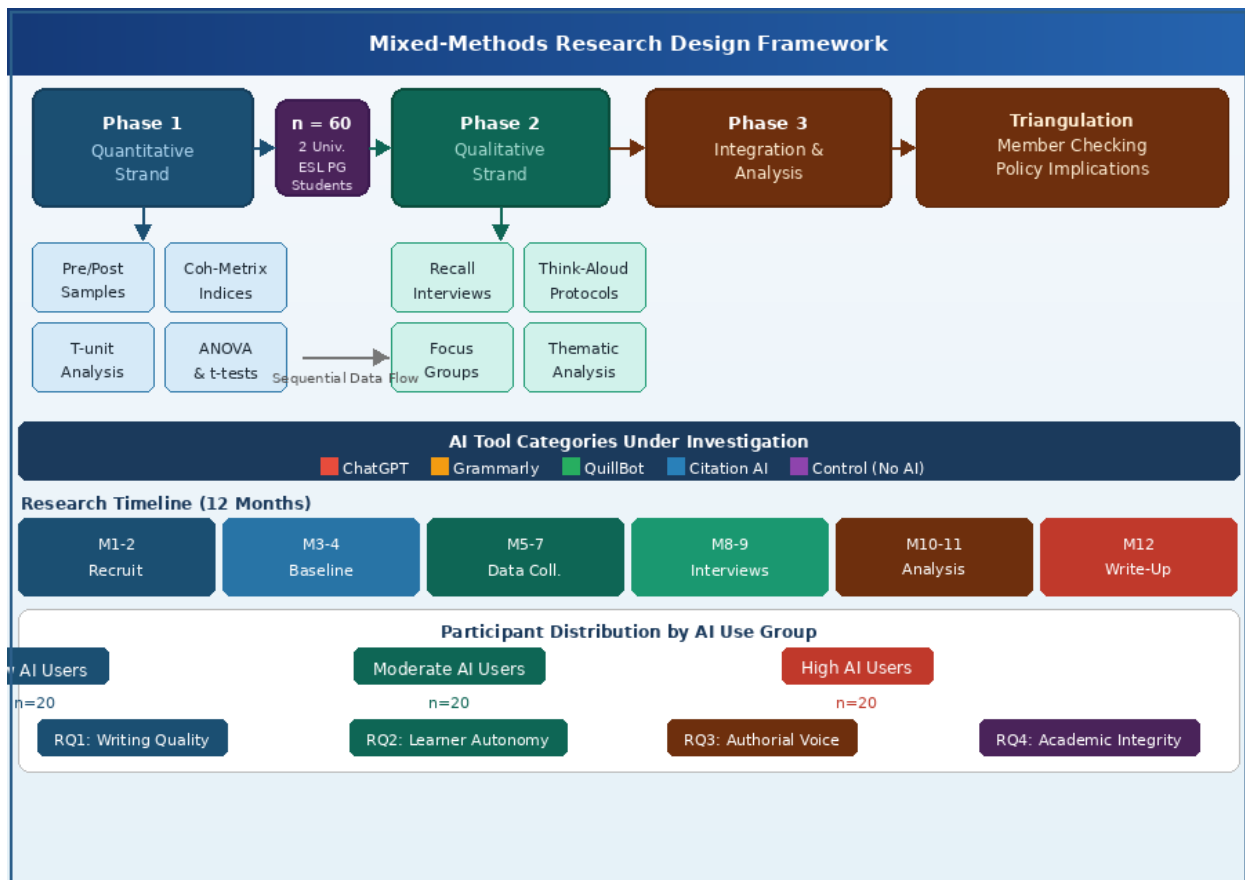 Mixed-Methods Research Design Framework
Phase 1
Quantitative
Strand
n = 60
2 Univ.
ESL PG
Students
Phase 2
Qualitative
Strand
Phase 3
Integration &
Analysis
Triangulation
Member Checking
Policy Implications
Pre/Post
Samples
Coh-Metrix
Indices
Recall
Interviews
Think-Aloud
Protocols
T-unit
Analysis
ANOVA
& t-tests
Sequential Data Flow
Focus
Groups
Thematic
Analysis
AI Tool Categories Under Investigation
ChatGPT Grammarly QuillBot Citation AI Control (No AI)
Research Timeline (12 Months)
M1-2
Recruit
M3-4
Baseline
M5-7
Data Coll.
M8-9
Interviews
M10-11
Analysis
M12
Write-Up
Participant Distribution by AI Use Group
AI Users
n=20
Moderate AI Users
n=20
High AI Users
n=20
RQ1: Writing Quality
RQ2: Learner Autonomy
RQ3: Authorial Voice
RQ4: Academic Integrity